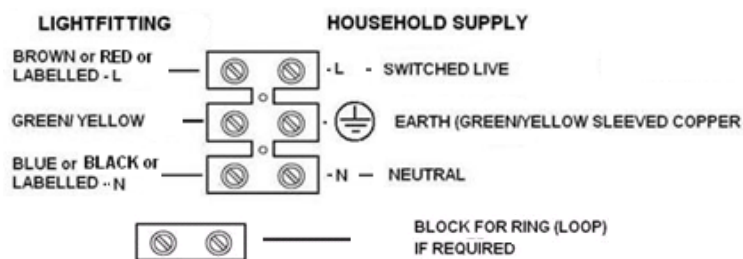 LIGHTFITTING HOUSEHOLD SUPPLY
BROWN or RED or
LABELLED - L
- L - SWITCHED LIVE
GREEN/ YELLOW
- EARTH (GREEN/YELLOW SLEEVED COPPER
BLUE or BLACK or
LABELLED - N
- N - NEUTRAL
BLOCK FOR RING (LOOP)
IF REQUIRED